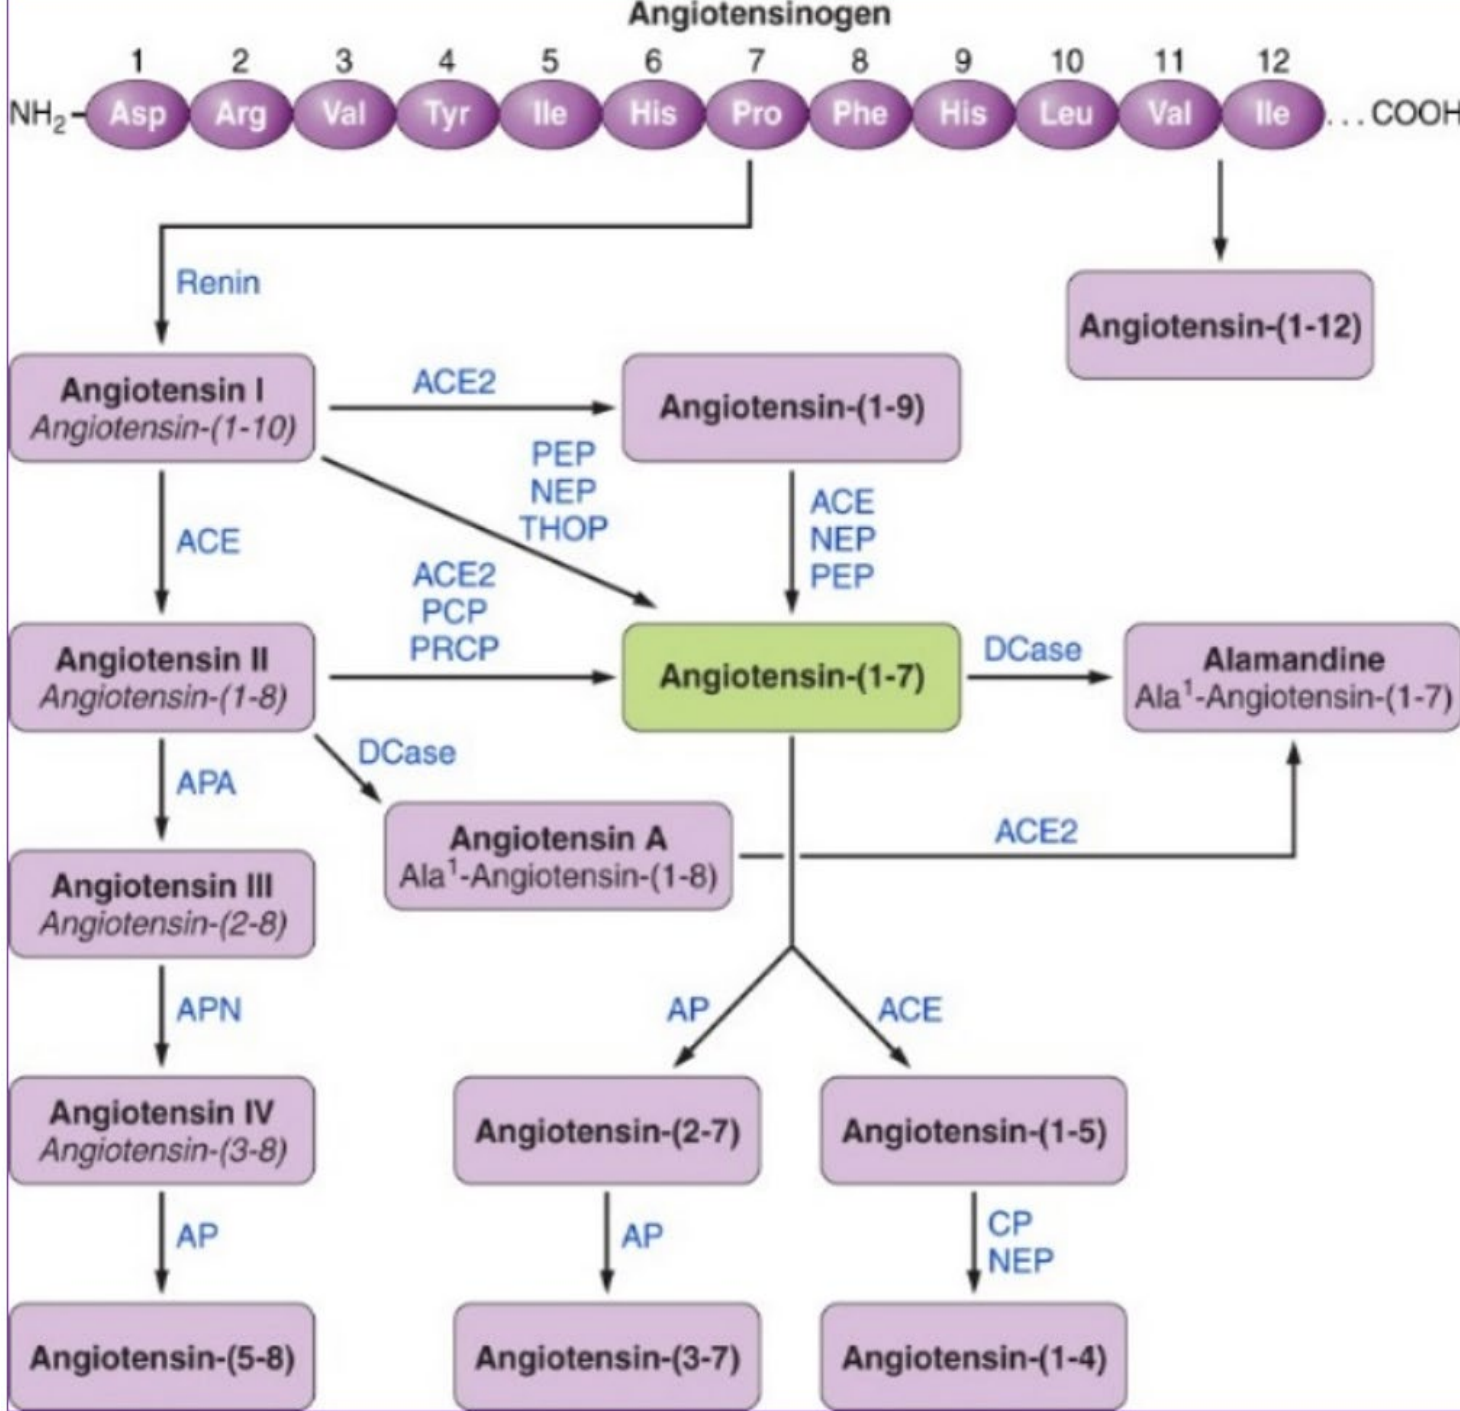 Angiotensinogen
1 2 3 4 5 6 7 8 9 10 11 12
NH2- Asp Arg Val Tyr Ile His Pro Phe His Leu Val Ile ...COOH
Renin
Angiotensin-(1-12)
Angiotensin I
Angiotensin-(1-10)
ACE2
Angiotensin-(1-9)
PEP
NEP
THOP
ACE
NEP
PEP
ACE
ACE2
PCP
PRCP
Angiotensin II
Angiotensin-(1-8)
Angiotensin-(1-7)
DCase
Alamandine
Ala1-Angiotensin-(1-7)
DCase
APA
Angiotensin A
Ala1-Angiotensin-(1-8)
ACE2
Angiotensin III
Angiotensin-(2-8)
APN
AP
ACE
Angiotensin IV
Angiotensin-(3-8)
Angiotensin-(2-7)
Angiotensin-(1-5)
AP
AP
CP
NEP
Angiotensin-(5-8)
Angiotensin-(3-7)
Angiotensin-(1-4)